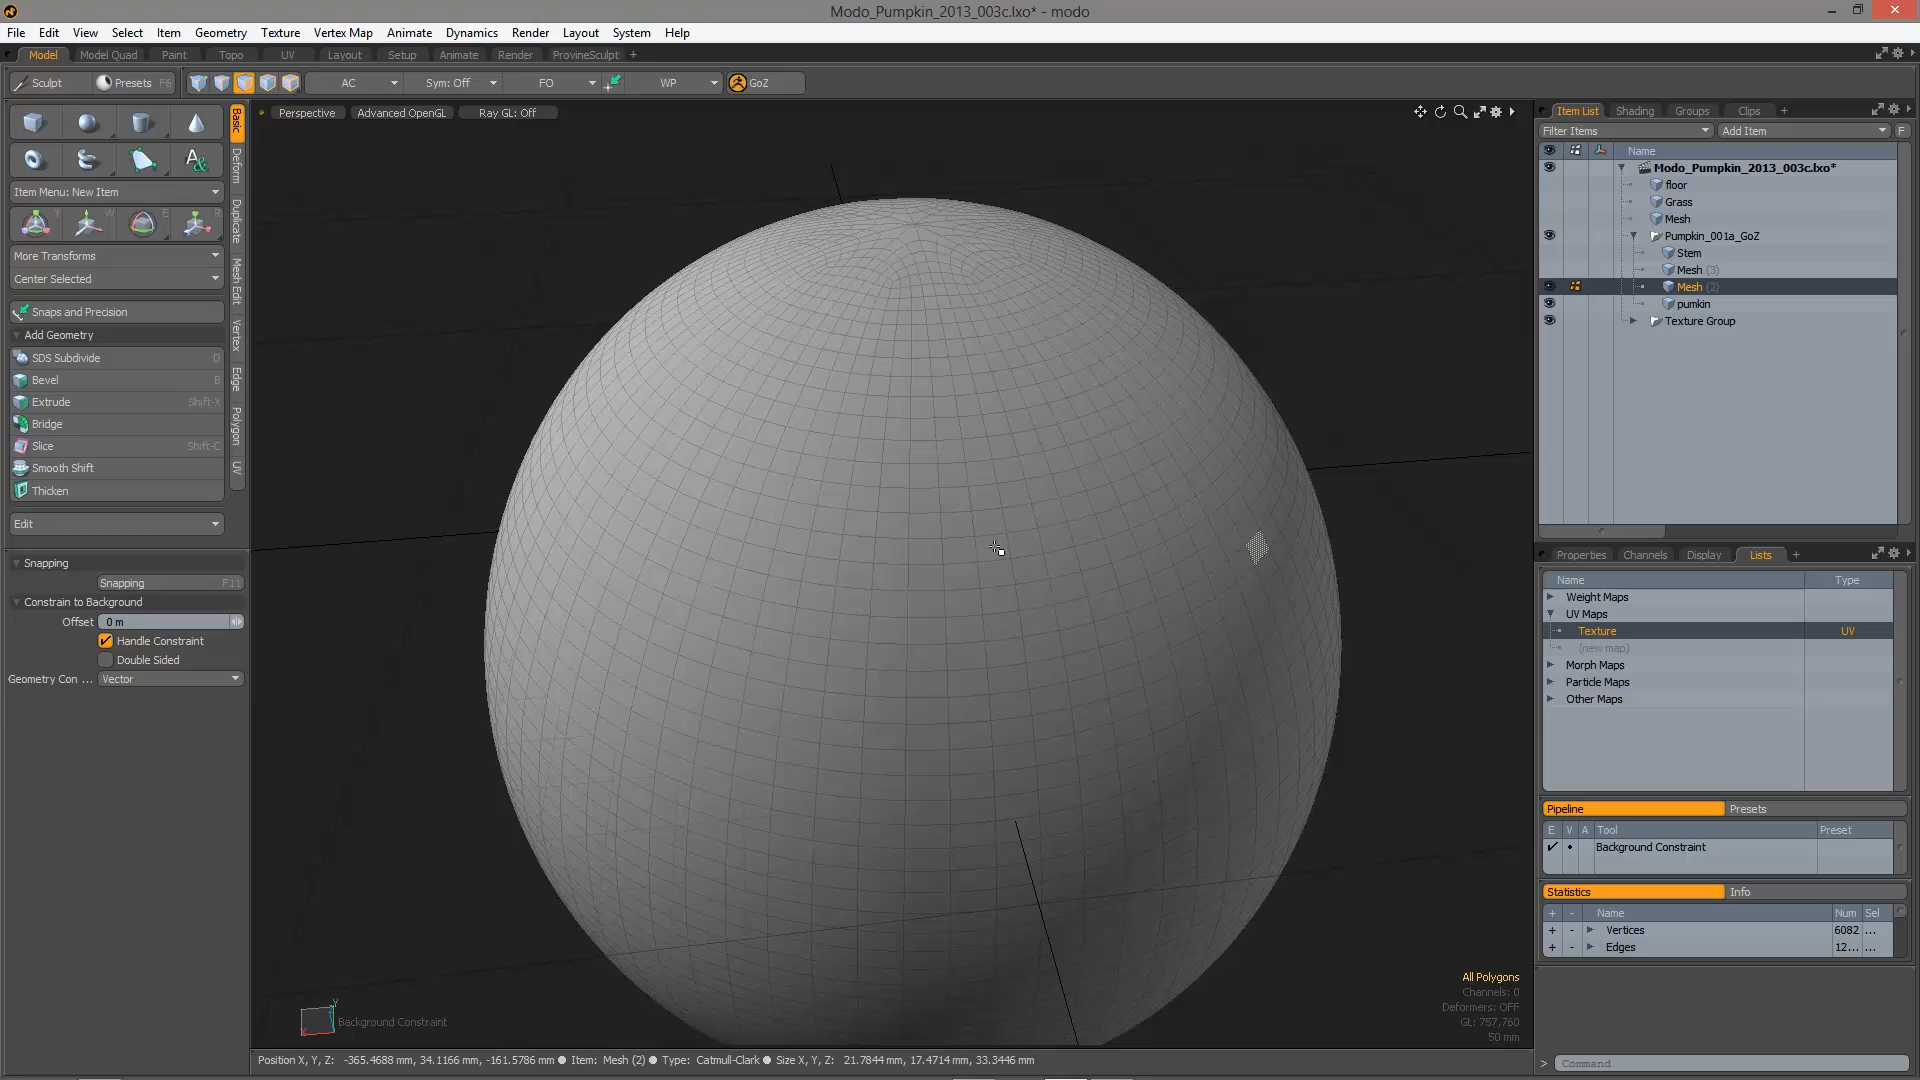 Modo_Pumpkin_2013_003c.lxo* - modo
File Edit View Select Item Geometry Texture Vertex Map Animate Dynamics Render Layout System Help
Model Model Quad Paint Topo UV Layout Setup Animate Render ProvineSculpt +
Sculpt Presets F6 AC Sym: Off FO WP GoZ
Perspective Advanced OpenGL Ray GL: Off
Basic
Deform
Duplicate
Mesh Edit
Vertex
Edge
Polygon
UV
Item Menu: New Item
Y W E R
More Transforms
Center Selected
Snaps and Precision
Add Geometry
SDS Subdivide D
Bevel B
Extrude Shift-X
Bridge
Slice Shift-C
Smooth Shift
Thicken
Edit
Snapping
Snapping F11
Constrain to Background
Offset 0 m
Handle Constraint
Double Sided
Geometry Con ... Vector
Y
X
Background Constraint
All Polygons
Channels: 0
Deformers: OFF
GL: 757,760
50 mm
Position X, Y, Z: -365.4688 mm, 34.1166 mm, -161.5786 mm Item: Mesh (2) Type: Catmull-Clark Size X, Y, Z: 21.7844 mm, 17.4714 mm, 33.3446 mm
Item List Shading Groups Clips +
Filter Items Add Item F
Name
Modo_Pumpkin_2013_003c.lxo*
floor
Grass
Mesh
Pumpkin_001a_GoZ
Stem
Mesh (3)
Mesh (2)
pumkin
Texture Group
Properties Channels Display Lists +
Name Type
Weight Maps
UV Maps
Texture UV
(new map)
Morph Maps
Particle Maps
Other Maps
Pipeline Presets
E V A Tool Preset
Background Constraint
Statistics Info
+ - Name Num Sel
+ - Vertices 6082 ...
+ - Edges 12... ...
> Command